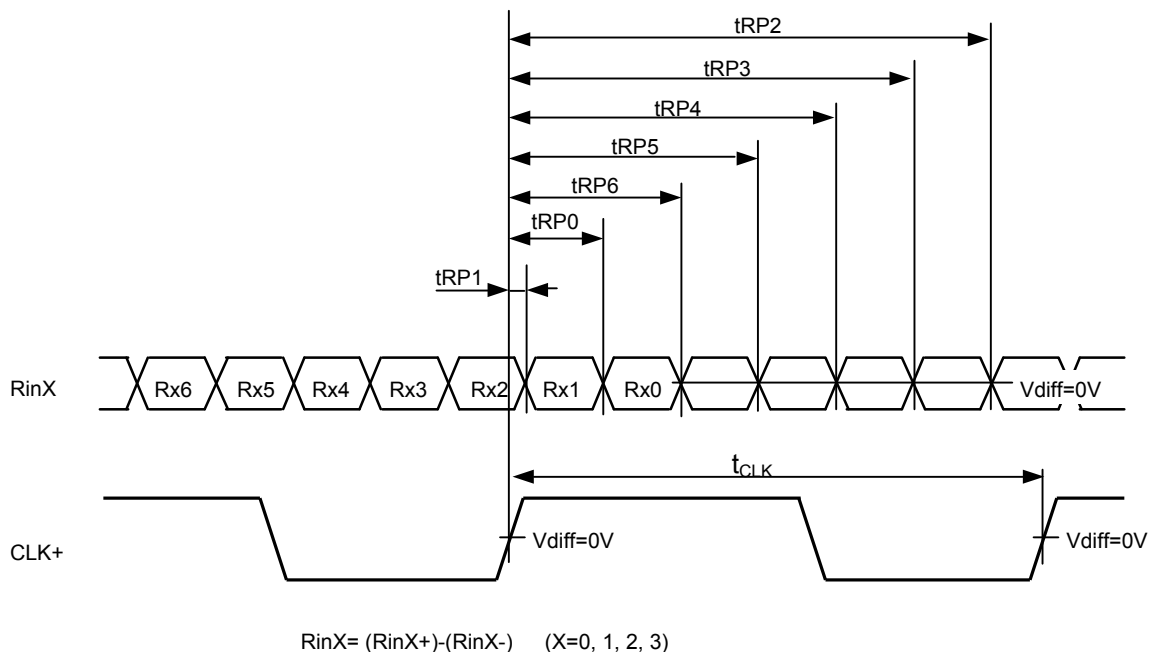 tRP2
tRP3
tRP4
tRP5
tRP6
tRP0
tRP1
RinX Rx6 Rx5 Rx4 Rx3 Rx2 Rx1 Rx0 Vdiff=0V
tCLK
CLK+ Vdiff=0V Vdiff=0V
RinX= (RinX+)-(RinX-) (X=0, 1, 2, 3)